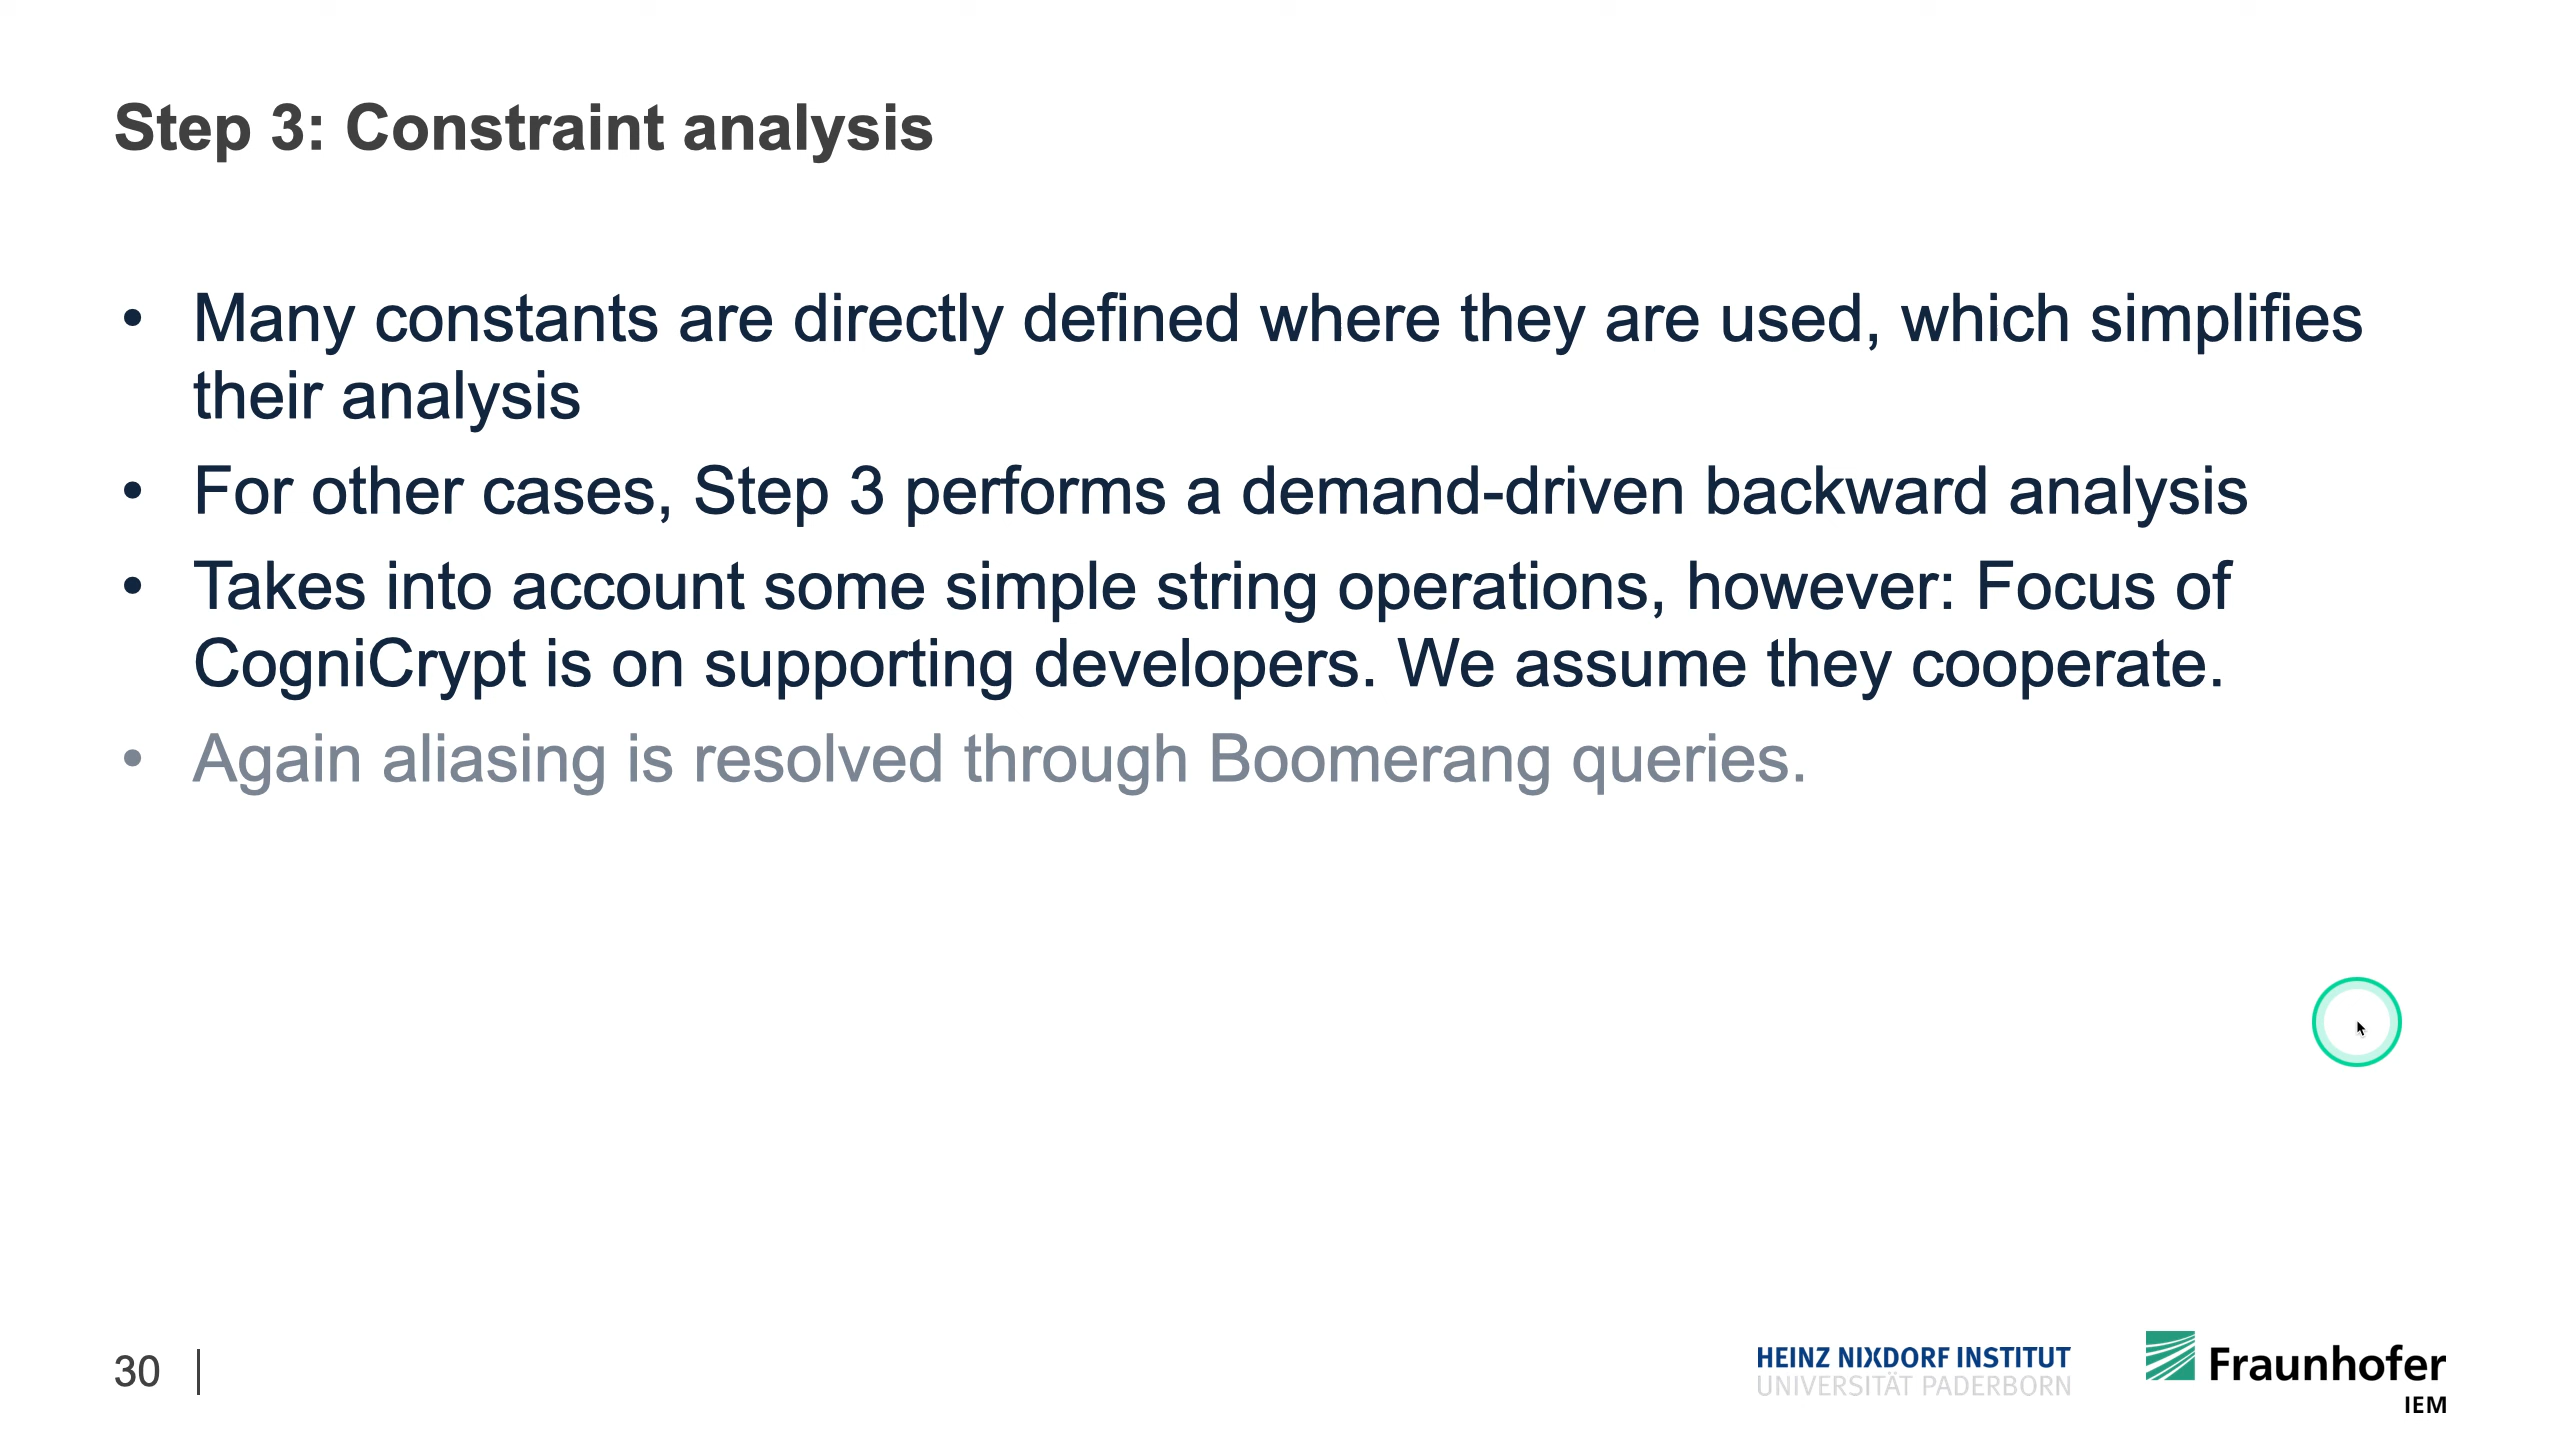 Step 3: Constraint analysis
• Many constants are directly defined where they are used, which simplifies
their analysis
• For other cases, Step 3 performs a demand-driven backward analysis
• Takes into account some simple string operations, however: Focus of
CogniCrypt is on supporting developers. We assume they cooperate.
• Again aliasing is resolved through Boomerang queries.
30
HEINZ NIXDORF INSTITUT
UNIVERSITÄT PADERBORN
Fraunhofer
IEM